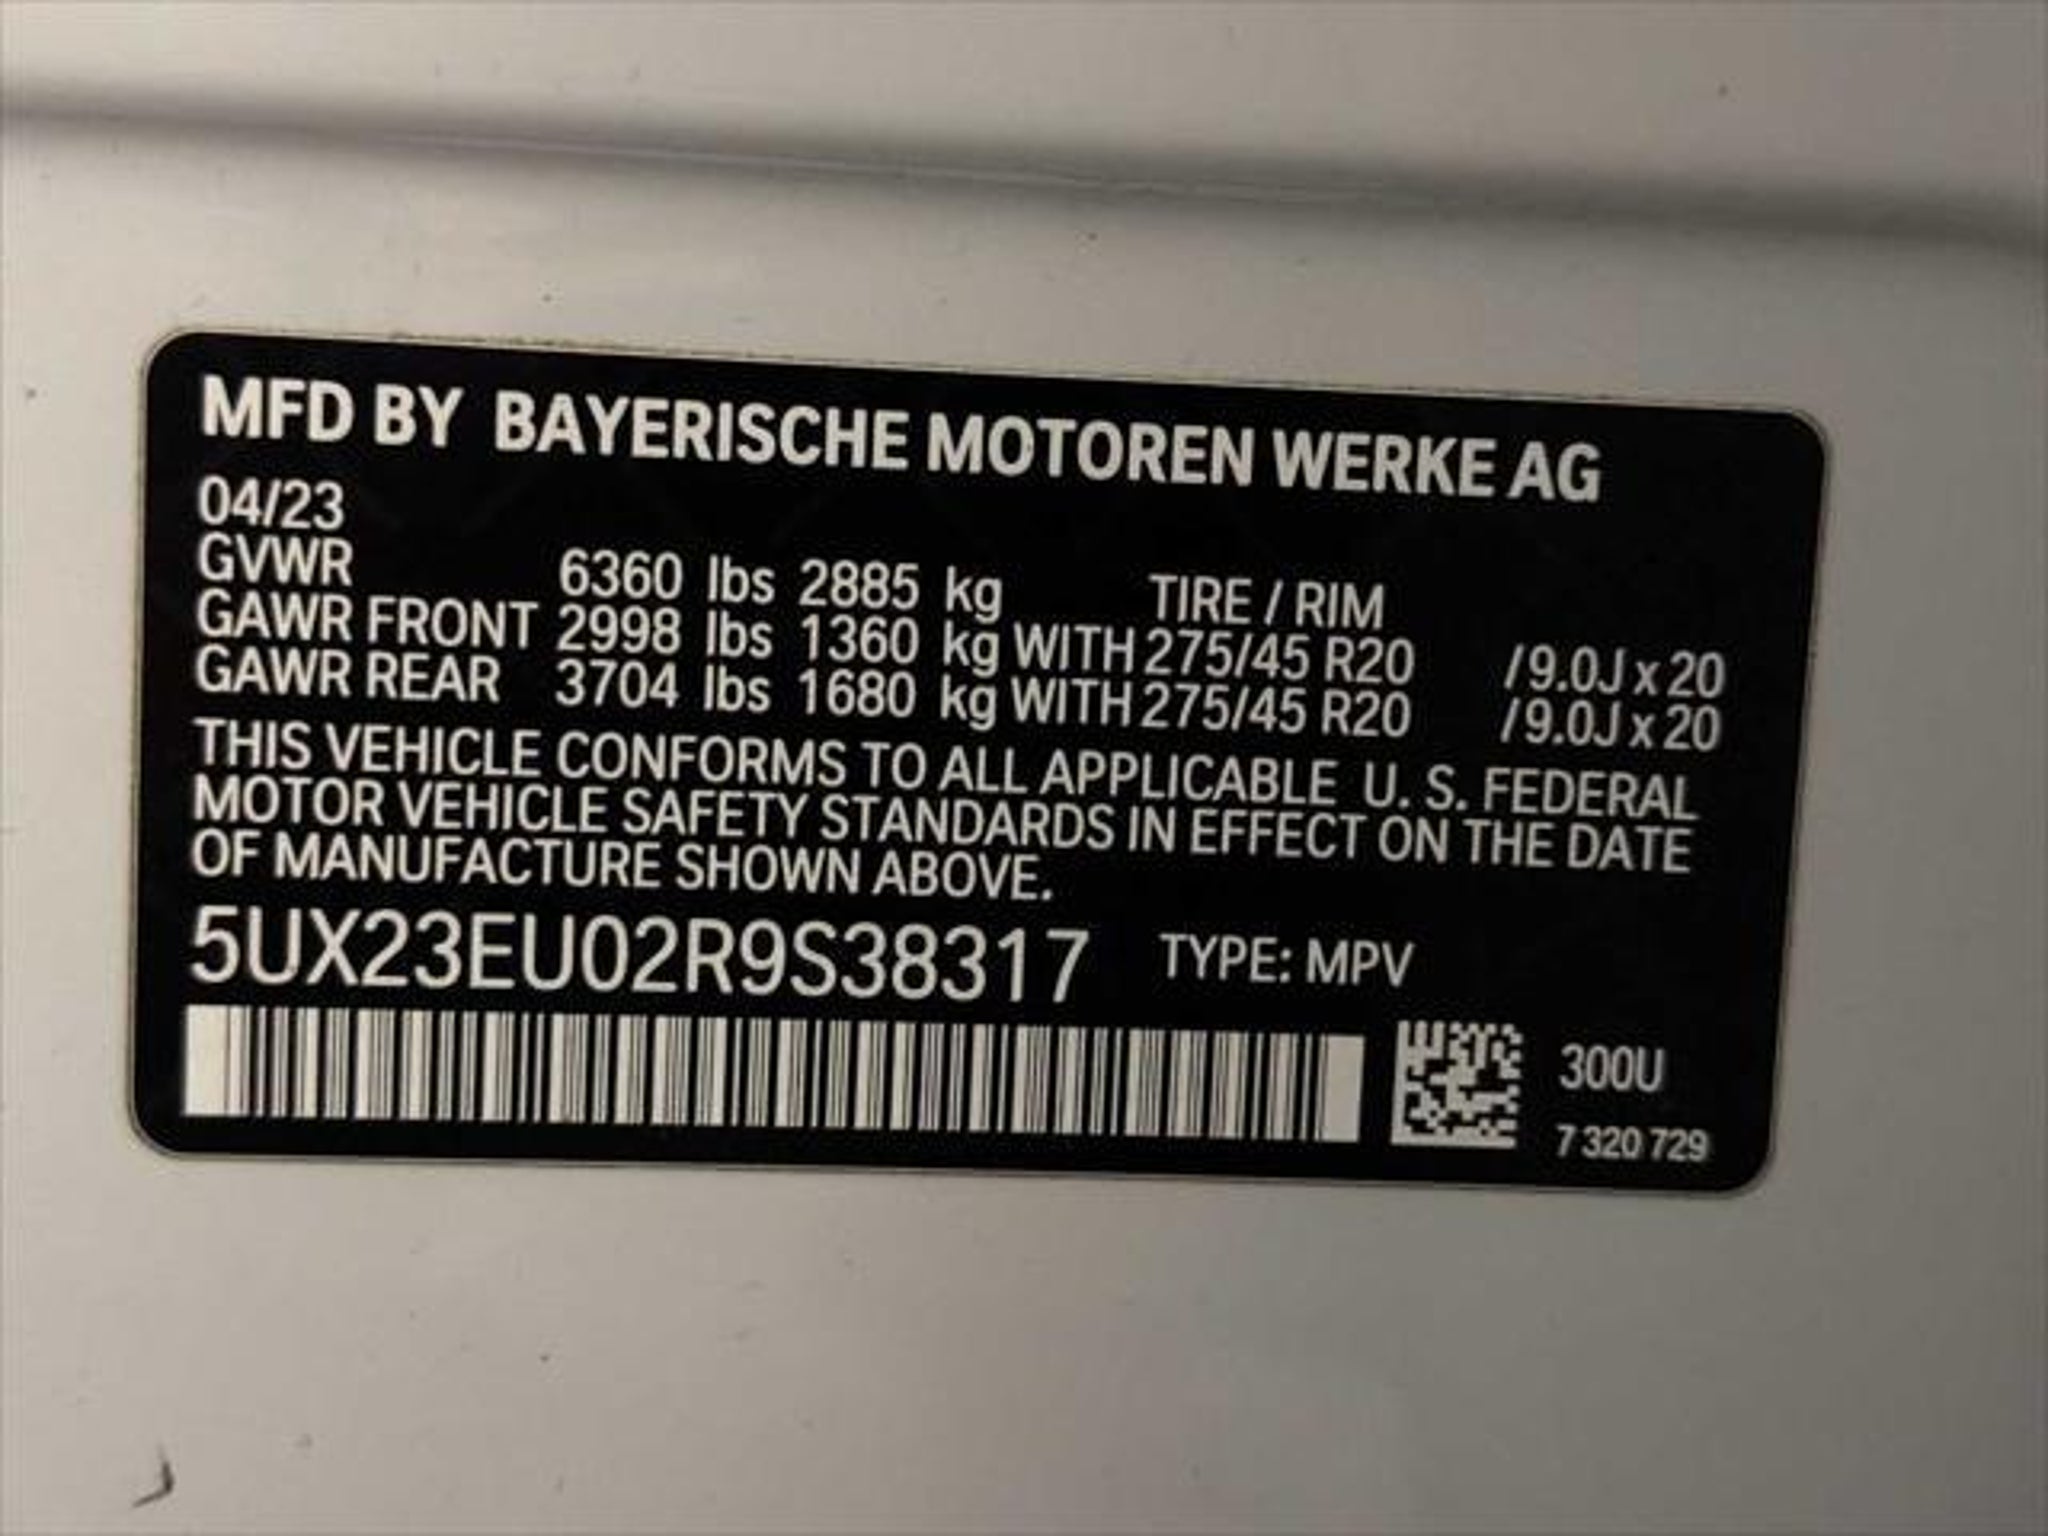 MFD BY BAYERISCHE MOTOREN WERKE AG
04/23
GVWR 6360 lbs 2885 kg TIRE / RIM
GAWR FRONT 2998 lbs 1360 kg WITH 275/45 R20 / 9.0J x 20
GAWR REAR 3704 lbs 1680 kg WITH 275/45 R20 / 9.0J x 20
THIS VEHICLE CONFORMS TO ALL APPLICABLE U. S. FEDERAL
MOTOR VEHICLE SAFETY STANDARDS IN EFFECT ON THE DATE
OF MANUFACTURE SHOWN ABOVE.
5UX23EU02R9S38317 TYPE: MPV
300U
7 320 729